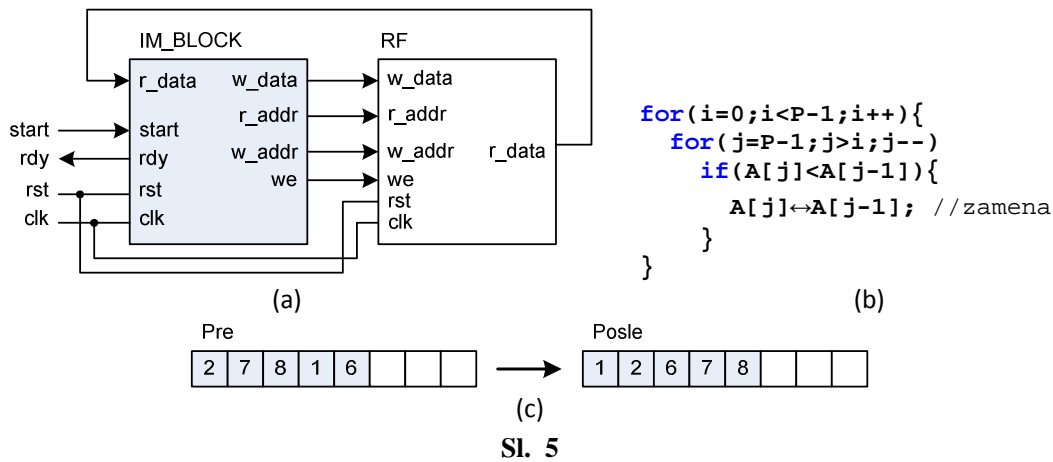 IM_BLOCK
RF
r_data w_data
r_addr
start start
rdy rdy
w_addr
we
rst rst
clk clk
w_data
r_addr
w_addr
r_data
we
rst
clk
(a)
for(i=0;i<P-1;i++){
for(j=P-1;j>i;j--)
if(A[j]<A[j-1]){
A[j]↔A[j-1]; //zamena
}
}
(b)
Pre
2 7 8 1 6
Posle
1 2 6 7 8
(c)
Sl. 5